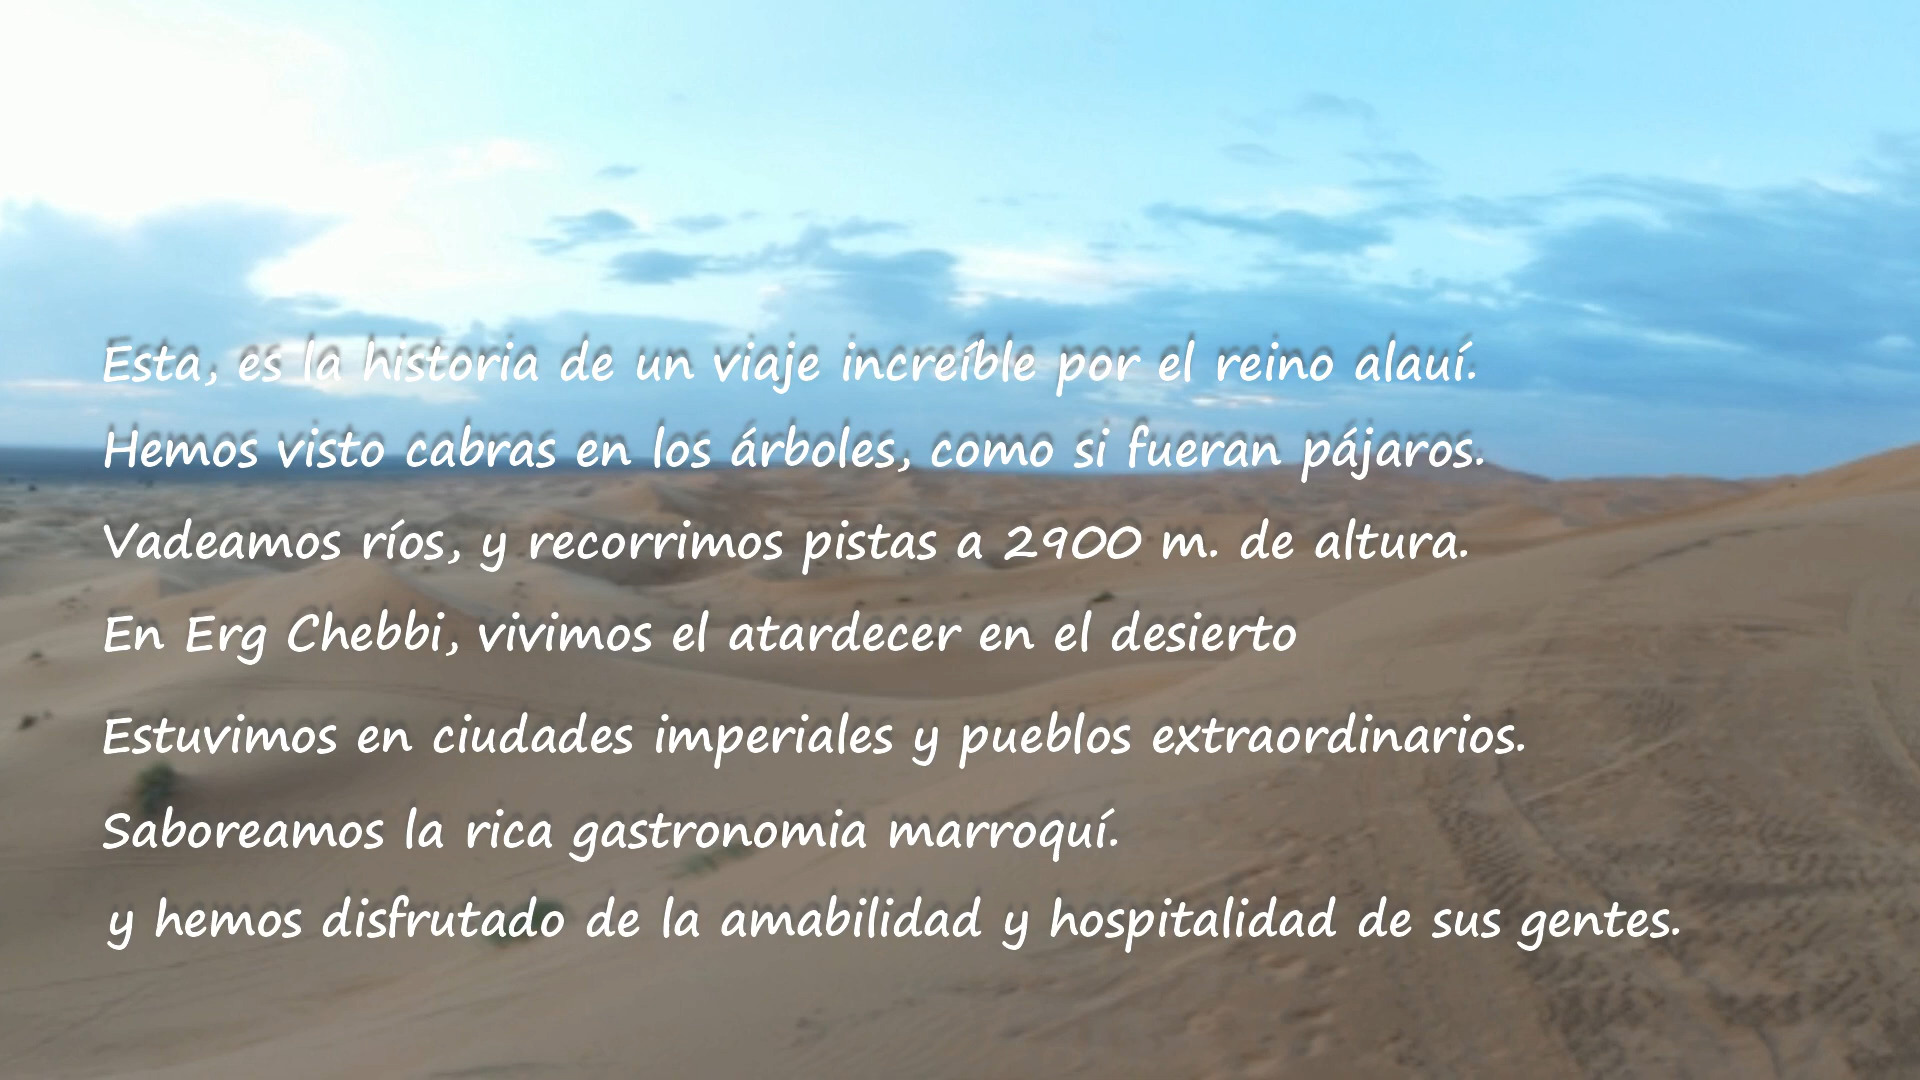 Esta, es la historia de un viaje increíble por el reino alauí.
Hemos visto cabras en los árboles, como si fueran pájaros.
Vadeamos ríos, y recorrimos pistas a 2900 m. de altura.
En Erg Chebbi, vivimos el atardecer en el desierto
Estuvimos en ciudades imperiales y pueblos extraordinarios.
Saboreamos la rica gastronomia marroquí.
y hemos disfrutado de la amabilidad y hospitalidad de sus gentes.